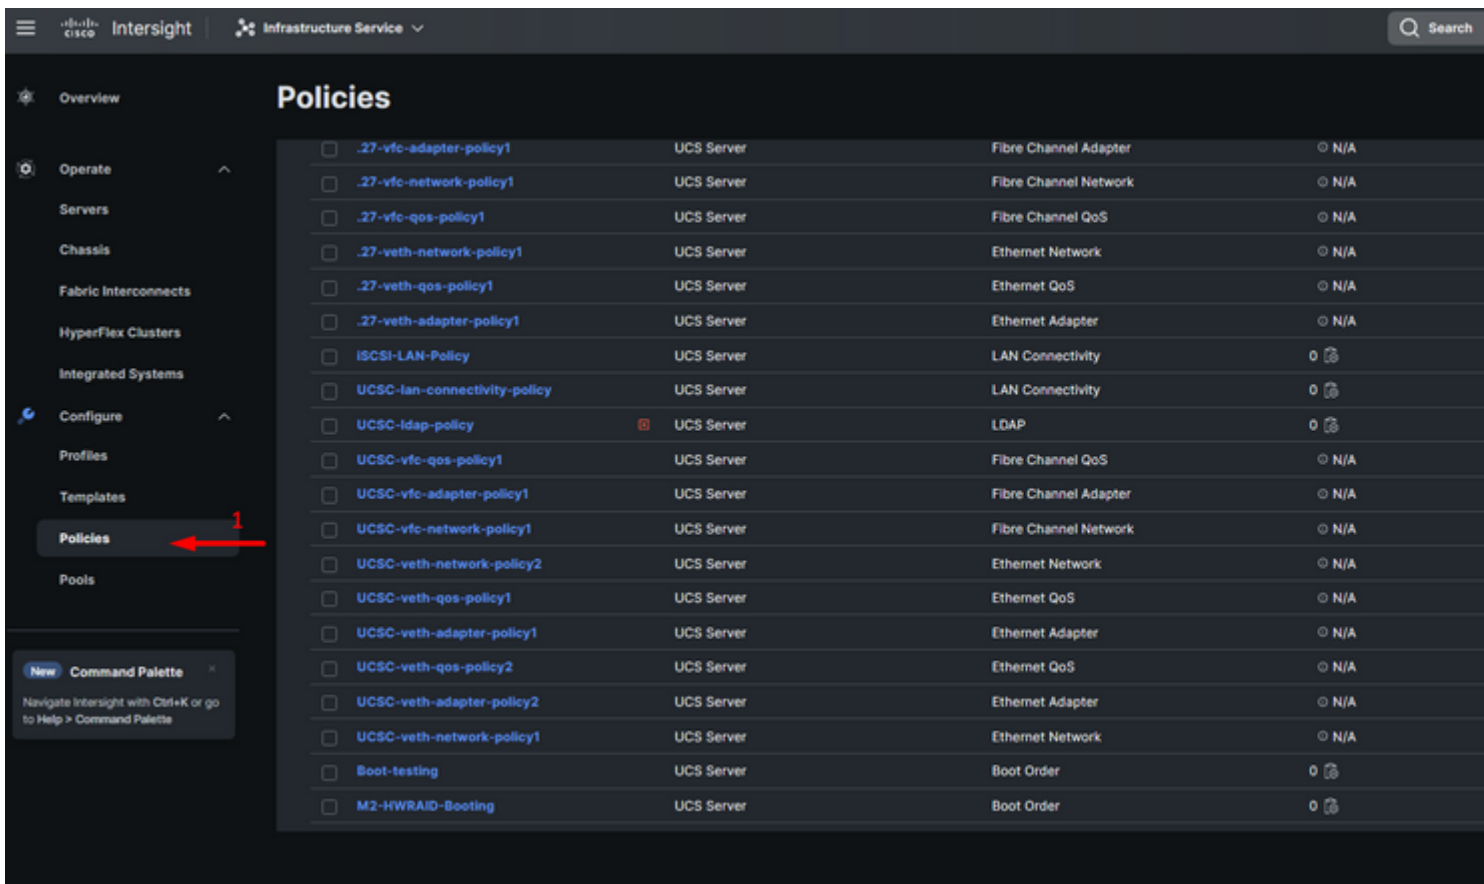 cisco Intersight Infrastructure Service Search
Overview
Operate
Servers
Chassis
Fabric Interconnects
HyperFlex Clusters
Integrated Systems
Configure
Profiles
Templates
Policies 1
Pools
New Command Palette
Navigate Intersight with Ctrl+K or go
to Help > Command Palette
Policies
.27-vfc-adapter-policy1 UCS Server Fibre Channel Adapter N/A
.27-vfc-network-policy1 UCS Server Fibre Channel Network N/A
.27-vfc-qos-policy1 UCS Server Fibre Channel QoS N/A
.27-veth-network-policy1 UCS Server Ethernet Network N/A
.27-veth-qos-policy1 UCS Server Ethernet QoS N/A
.27-veth-adapter-policy1 UCS Server Ethernet Adapter N/A
iSCSI-LAN-Policy UCS Server LAN Connectivity 0
UCSC-lan-connectivity-policy UCS Server LAN Connectivity 0
UCSC-ldap-policy UCS Server LDAP 0
UCSC-vfc-qos-policy1 UCS Server Fibre Channel QoS N/A
UCSC-vfc-adapter-policy1 UCS Server Fibre Channel Adapter N/A
UCSC-vfc-network-policy1 UCS Server Fibre Channel Network N/A
UCSC-veth-network-policy2 UCS Server Ethernet Network N/A
UCSC-veth-qos-policy1 UCS Server Ethernet QoS N/A
UCSC-veth-adapter-policy1 UCS Server Ethernet Adapter N/A
UCSC-veth-qos-policy2 UCS Server Ethernet QoS N/A
UCSC-veth-adapter-policy2 UCS Server Ethernet Adapter N/A
UCSC-veth-network-policy1 UCS Server Ethernet Network N/A
Boot-testing UCS Server Boot Order 0
M2-HWRAID-Booting UCS Server Boot Order 0